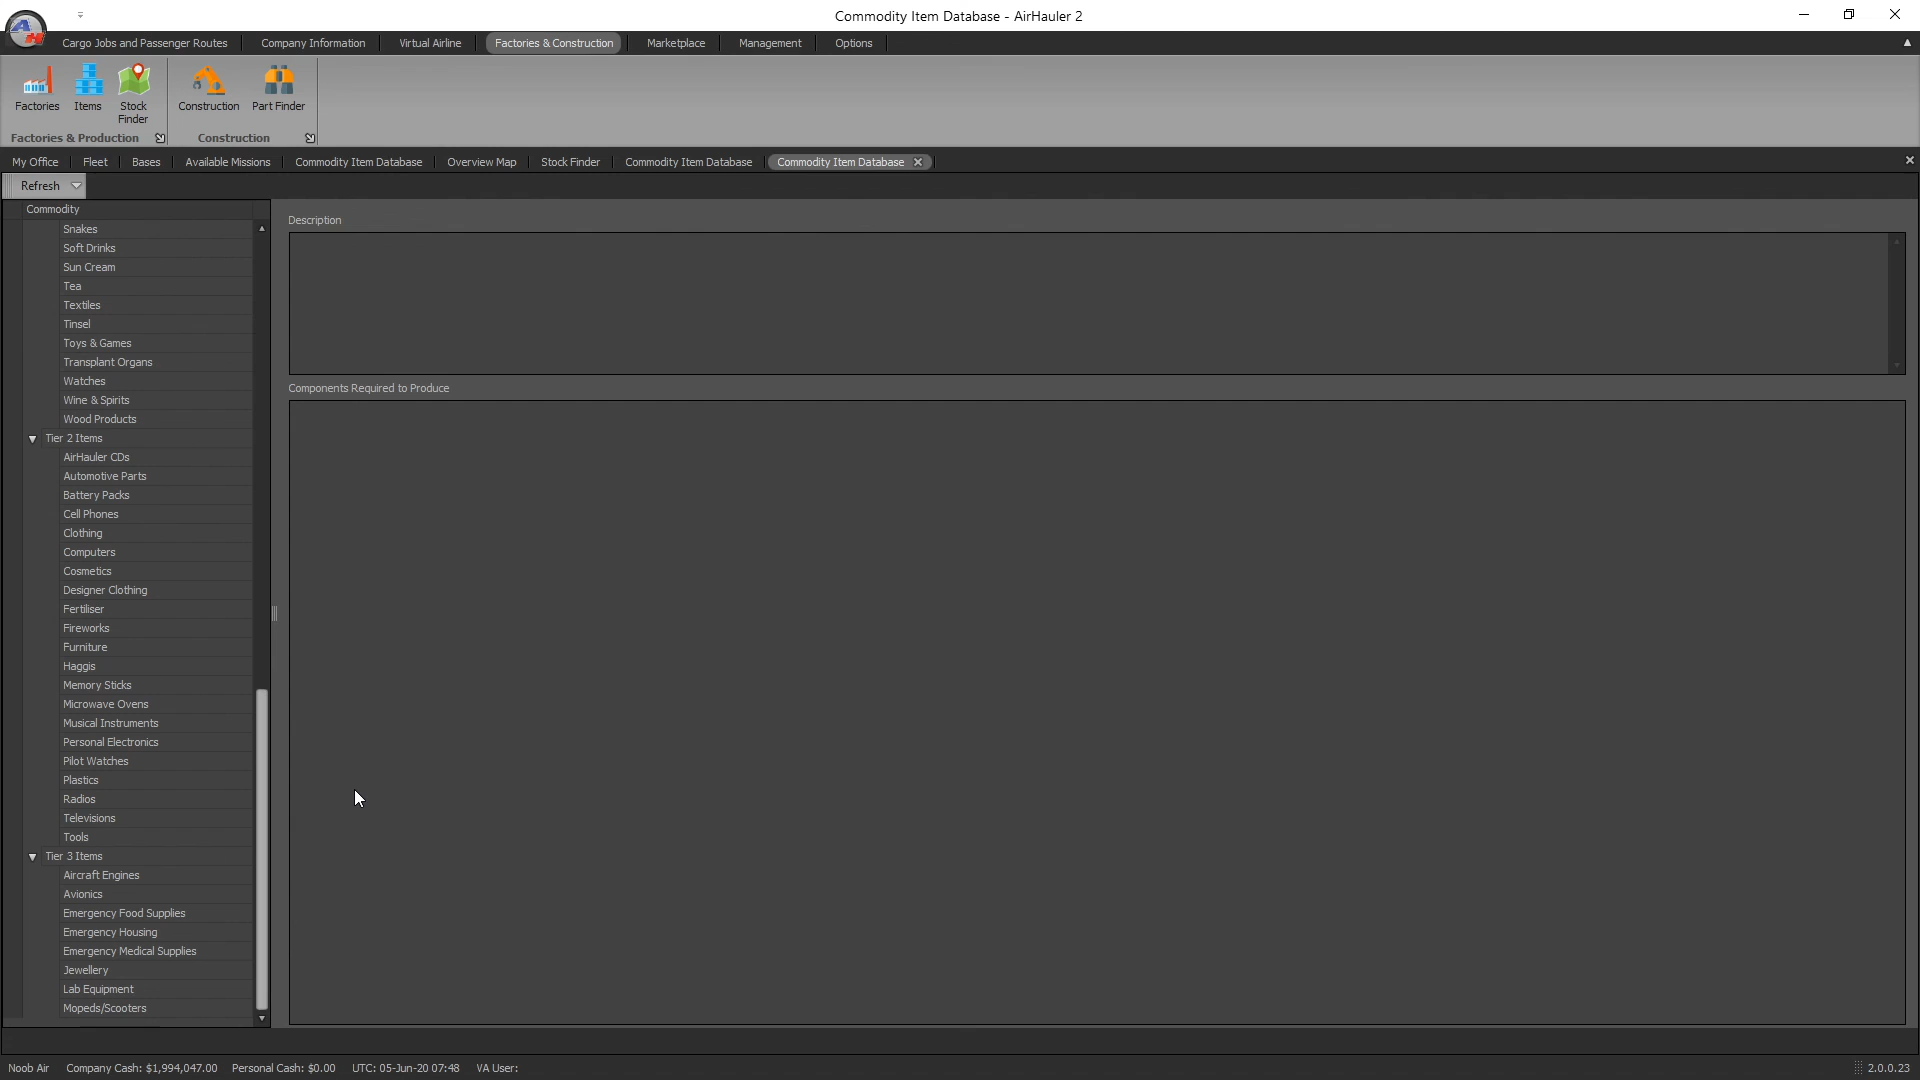 Commodity Item Database - AirHauler 2
Cargo Jobs and Passenger Routes Company Information Virtual Airline Factories & Construction Marketplace Management Options
Factories Items Stock Finder Construction Part Finder
Factories & Production Construction
My Office Fleet Bases Available Missions Commodity Item Database Overview Map Stock Finder Commodity Item Database Commodity Item Database
Refresh
Commodity
Snakes
Soft Drinks
Sun Cream
Tea
Textiles
Tinsel
Toys & Games
Transplant Organs
Watches
Wine & Spirits
Wood Products
Tier 2 Items
AirHauler CDs
Automotive Parts
Battery Packs
Cell Phones
Clothing
Computers
Cosmetics
Designer Clothing
Fertiliser
Fireworks
Furniture
Haggis
Memory Sticks
Microwave Ovens
Musical Instruments
Personal Electronics
Pilot Watches
Plastics
Radios
Televisions
Tools
Tier 3 Items
Aircraft Engines
Avionics
Emergency Food Supplies
Emergency Housing
Emergency Medical Supplies
Jewellery
Lab Equipment
Mopeds/Scooters
Description
Components Required to Produce
Noob Air Company Cash: $1,994,047.00 Personal Cash: $0.00 UTC: 05-Jun-20 07:48 VA User: 2.0.0.23